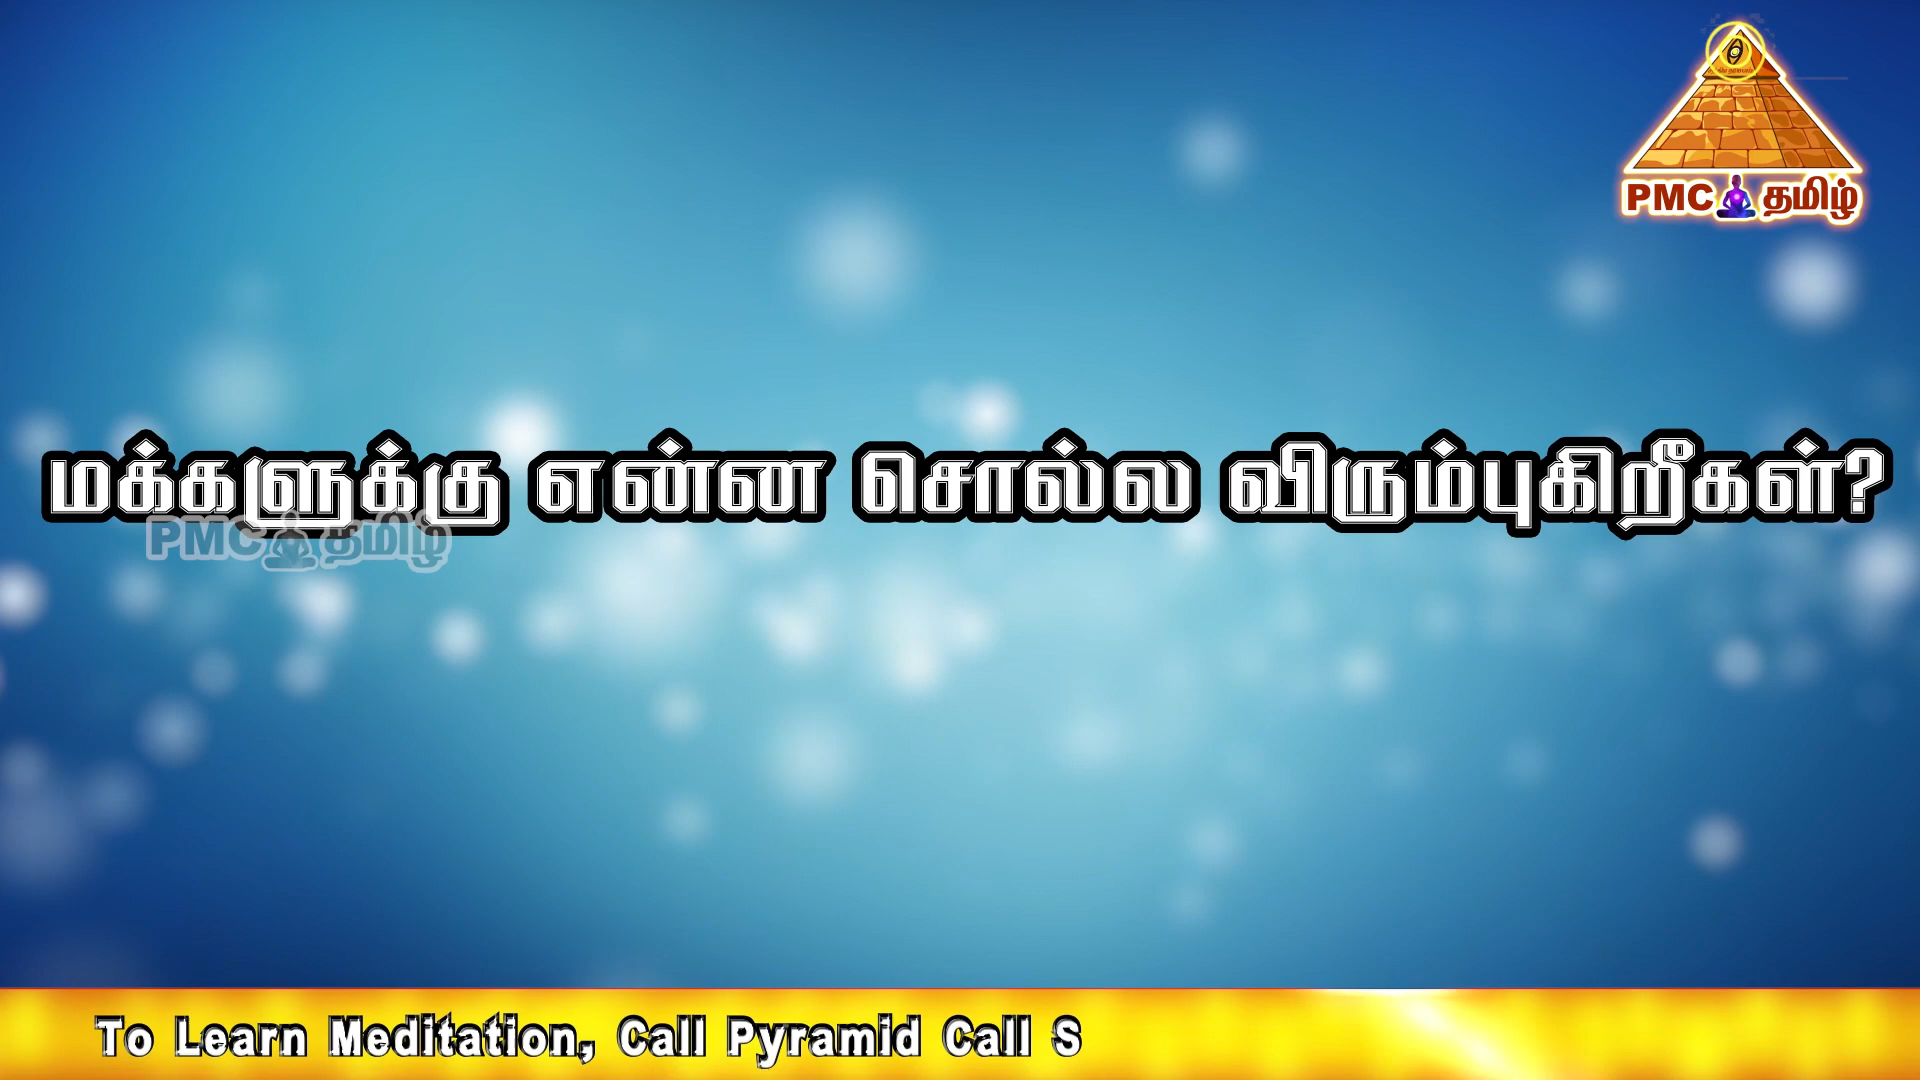 PMC தமிழ்
மக்களுக்கு என்ன சொல்ல விரும்புகிறீகள்?
PMC தமிழ்
To Learn Meditation, Call Pyramid Call S